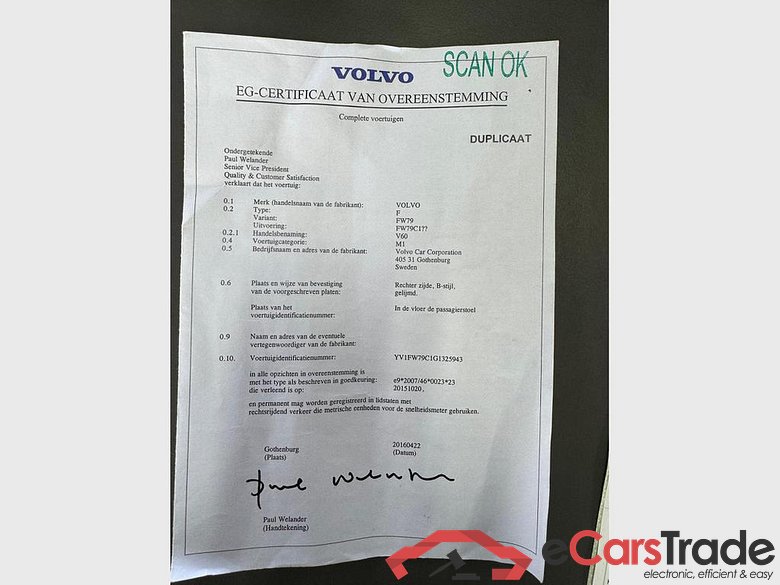 VOLVO
SCAN OK
EG-CERTIFICAAT VAN OVEREENSTEMMING
Complete voertuigen
DUPLICAAT
Ondergetekende
Paul Welander
Senior Vice President
Quality & Customer Satisfaction
verklaart dat het voertuig:
0.1 Merk (handelsnaam van de fabrikant): VOLVO
0.2 Type: F
Variant: FW79
Uitvoering: FW79C1??
0.2.1 Handelsbenaming: V60
0.4 Voertuigcategorie: M1
0.5 Bedrijfsnaam en adres van de fabrikant: Volvo Car Corporation
405 31 Gothenburg
Sweden
0.6 Plaats en wijze van bevestiging Rechter zijde, B-stijl,
van de voorgeschreven platen: gelijmd.
Plaats van het In de vloer de passagierstoel
voertuigidentificatienummer:
0.9 Naam en adres van de eventuele
vertegenwoordiger van de fabrikant:
0.10. Voertuigidentificatienummer: YV1FW79C1G1325943
in alle opzichten in overeenstemming is
met het type als beschreven in goedkeuring: e9*2007/46*0023*23
die verleend is op: 20151020,
en permanent mag worden geregistreerd in lidstaten met
rechtsrijdend verkeer die metrische eenheden voor de snelheidsmeter gebruiken.
Gothenburg 20160422
(Plaats) (Datum)
Paul Welander
Paul Welander
(Handtekening)
eCarsTrade
electronic, efficient & easy